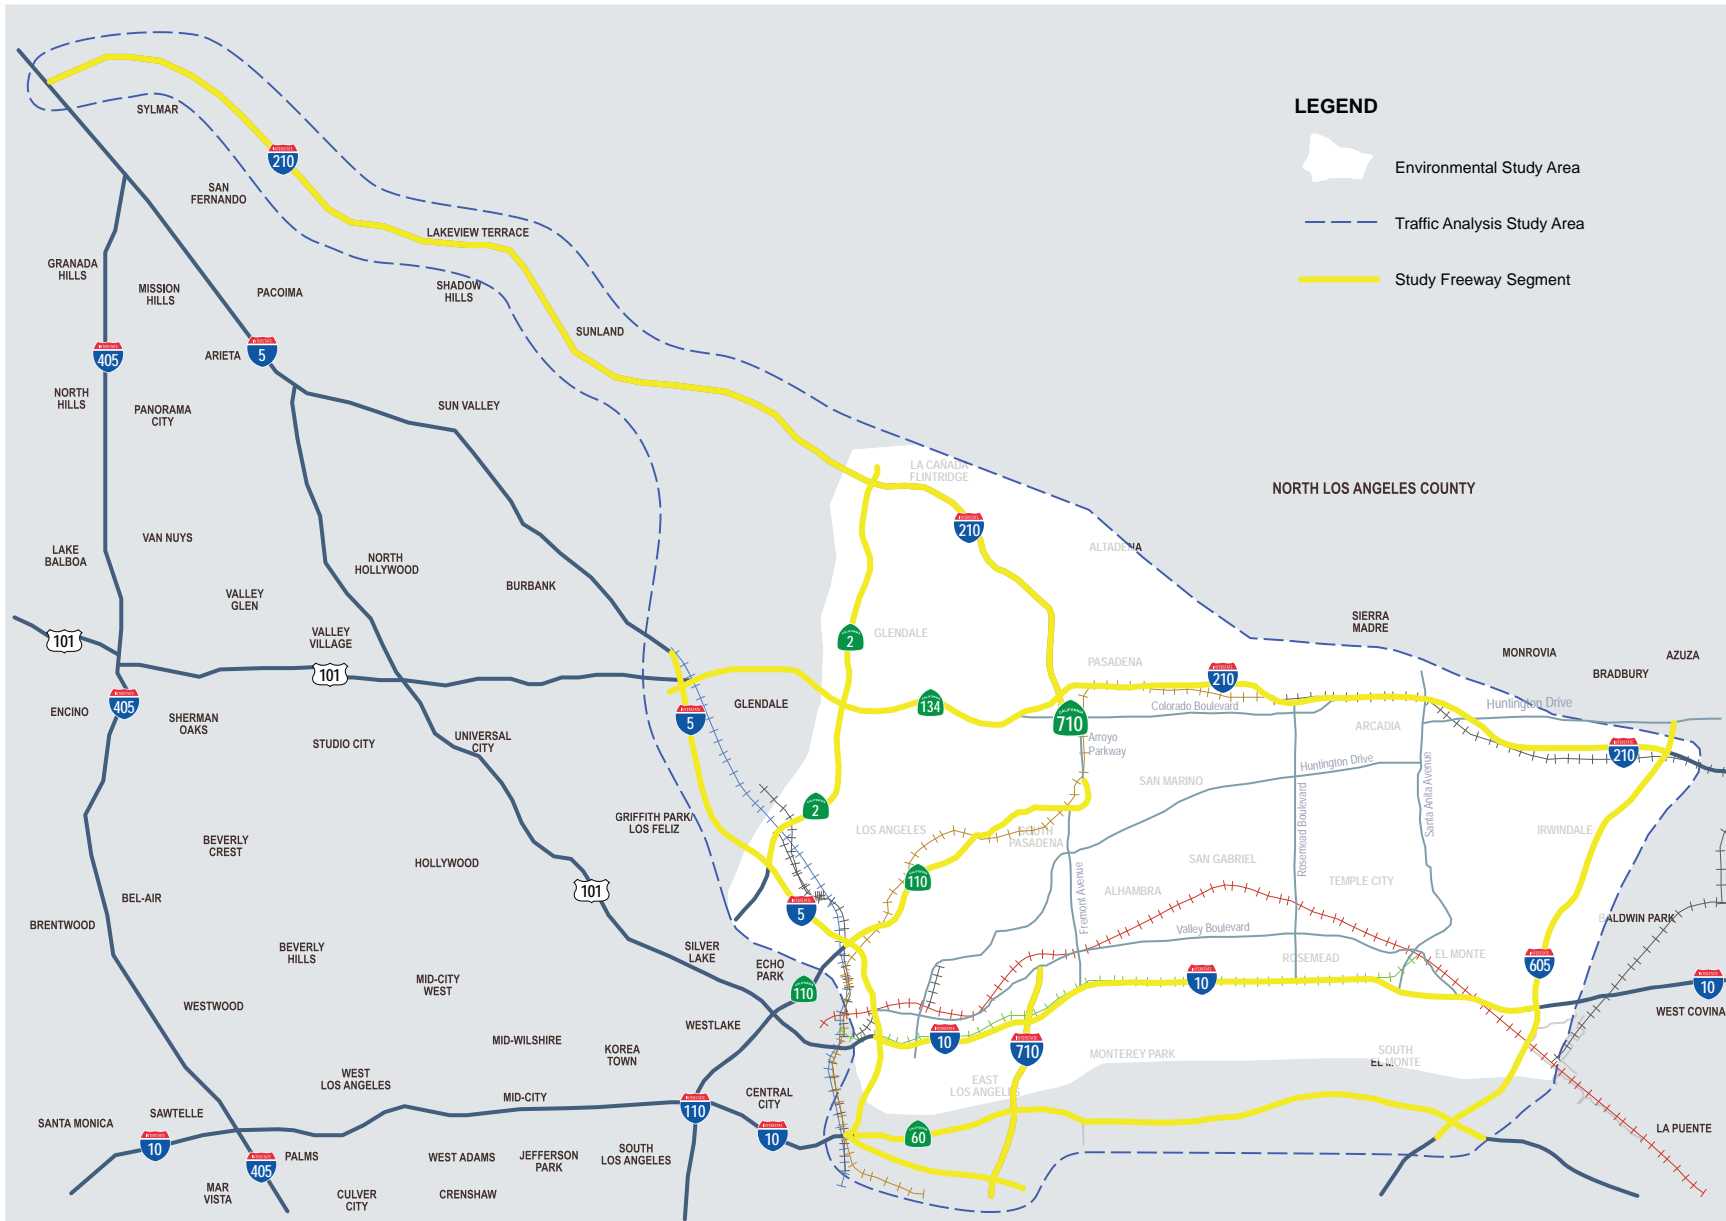 LEGEND
Environmental Study Area
Traffic Analysis Study Area
Study Freeway Segment
SYLMAR
210
SAN
FERNANDO
LAKEVIEW TERRACE
GRANADA
HILLS
MISSION
HILLS
PACOIMA
SHADOW
HILLS
SUNLAND
405
ARIETA
5
NORTH
HILLS
PANORAMA
CITY
SUN VALLEY
LA CAÑADA
FLINTRIDGE
NORTH LOS ANGELES COUNTY
210
VAN NUYS
LAKE
BALBOA
NORTH
HOLLYWOOD
ALTADENA
BURBANK
VALLEY
GLEN
VALLEY
VILLAGE
101
2
GLENDALE
SIERRA
MADRE
MONROVIA
AZUZA
BRADBURY
PASADENA
101
210
405
ENCINO
SHERMAN
OAKS
GLENDALE
134
Colorado Boulevard
Huntington Drive
5
710
ARCADIA
STUDIO CITY
UNIVERSAL
CITY
Arroyo
Parkway
210
Huntington Drive
SAN MARINO
Santa Anita Avenue
Rosemead Boulevard
2
GRIFFITH PARK/
LOS FELIZ
LOS ANGELES
SOUTH
PASADENA
IRWINDALE
BEVERLY
CREST
HOLLYWOOD
SAN GABRIEL
TEMPLE CITY
110
101
ALHAMBRA
Fremont Avenue
BEL-AIR
5
BRENTWOOD
BALDWIN PARK
Valley Boulevard
BEVERLY
HILLS
SILVER
LAKE
ECHO
PARK
ROSEMEAD
EL MONTE
605
MID-CITY
WEST
110
10
10
WESTWOOD
WESTLAKE
WEST COVINA
MID-WILSHIRE
10
710
KOREA
TOWN
MONTEREY PARK
SOUTH
EL MONTE
WEST
LOS ANGELES
EAST
LOS ANGELES
MID-CITY
CENTRAL
CITY
110
SANTA MONICA
SAWTELLE
10
10
60
LA PUENTE
PALMS
405
WEST ADAMS
JEFFERSON
PARK
SOUTH
LOS ANGELES
MAR
VISTA
CULVER
CITY
CRENSHAW